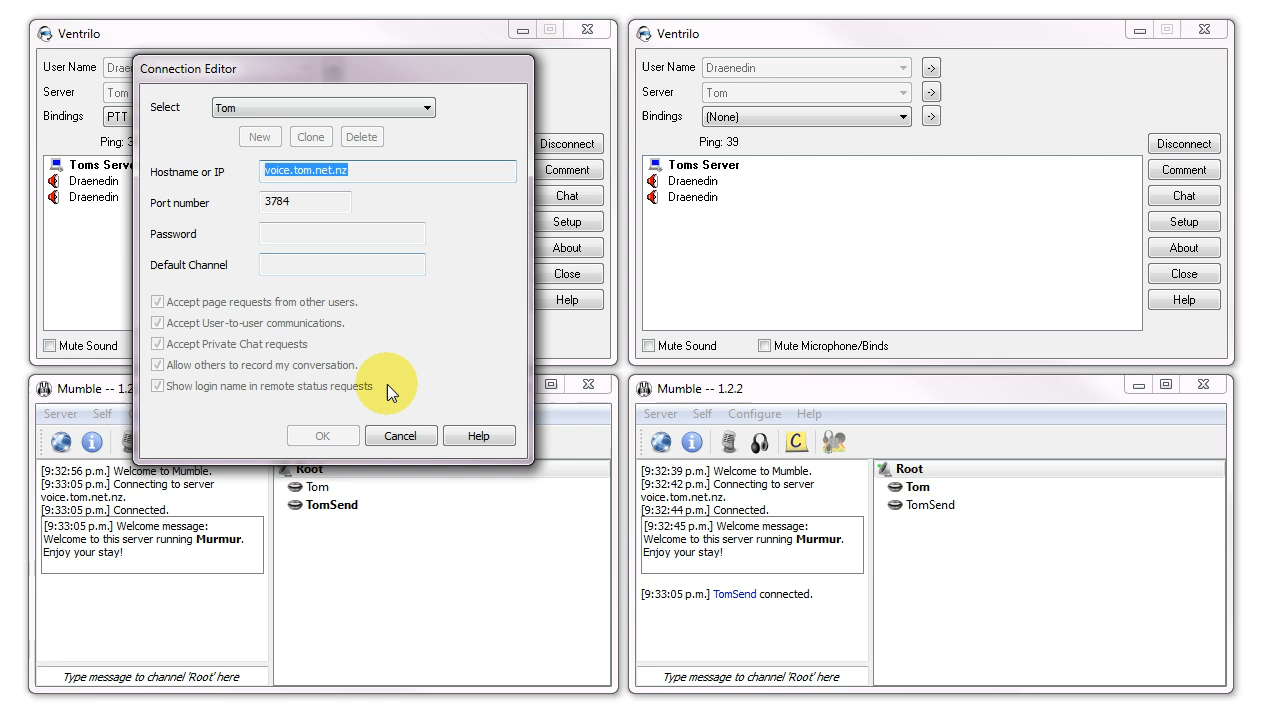 Ventrilo
User Name Drae
Server Tom
Bindings PTT
Ping: 3
Toms Serve
Draenedin
Draenedin
Mute Sound
Disconnect
Comment
Chat
Setup
About
Close
Help
Connection Editor
Select Tom
New Clone Delete
Hostname or IP voice.tom.net.nz
Port number 3784
Password
Default Channel
Accept page requests from other users.
Accept User-to-user communications.
Accept Private Chat requests
Allow others to record my conversation.
Show login name in remote status requests
OK Cancel Help
Ventrilo
User Name Draenedin ->
Server Tom ->
Bindings (None) ->
Ping: 39
Toms Server
Draenedin
Draenedin
Disconnect
Comment
Chat
Setup
About
Close
Help
Mute Sound Mute Microphone/Binds
Mumble -- 1.2
Server Self
[9:32:56 p.m.] Welcome to Mumble.
[9:33:05 p.m.] Connecting to server
voice.tom.net.nz.
[9:33:05 p.m.] Connected.
[9:33:05 p.m.] Welcome message:
Welcome to this server running Murmur.
Enjoy your stay!
Type message to channel 'Root' here
Root
Tom
TomSend
Mumble -- 1.2.2
Server Self Configure Help
C
[9:32:39 p.m.] Welcome to Mumble.
[9:32:42 p.m.] Connecting to server
voice.tom.net.nz.
[9:32:44 p.m.] Connected.
[9:32:45 p.m.] Welcome message:
Welcome to this server running Murmur.
Enjoy your stay!
[9:33:05 p.m.] TomSend connected.
Type message to channel 'Root' here
Root
Tom
TomSend